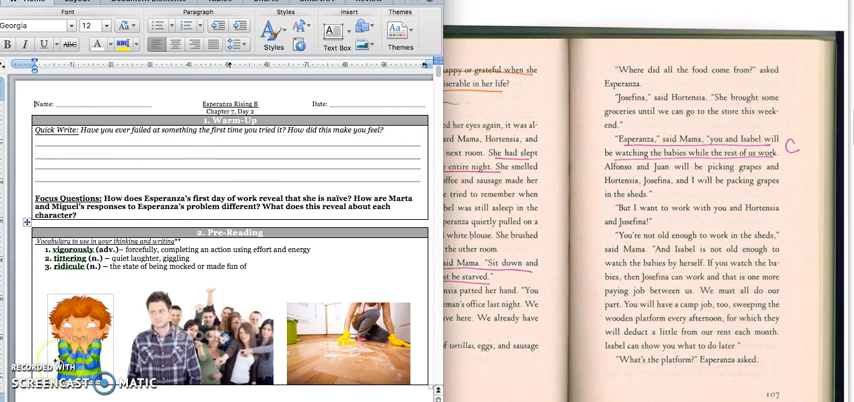 Home
Layout
Document Elements
Tables
Charts
SmartArt
Review
Font
Paragraph
Styles
Insert
Themes
Georgia
12
Aa
B I U ABC A ABC
Styles
Text Box
Themes
Name:
Esperanza Rising B
Date:
Chapter 7, Day 2
1. Warm-Up
Quick Write: Have you ever failed at something the first time you tried it? How did this make you feel?
Focus Questions: How does Esperanza's first day of work reveal that she is naïve? How are Marta
and Miguel's responses to Esperanza's problem different? What does this reveal about each
character?
2. Pre-Reading
Vocabulary to use in your thinking and writing**
1. vigorously (adv.)– forcefully, completing an action using effort and energy
2. tittering (n.) – quiet laughter, giggling
3. ridicule (n.) – the state of being mocked or made fun of
RECORDED WITH
SCREENCAST MATIC
appy or grateful when she
iserable in her life?
ed her eyes again, it was al-
ard Mama, Hortensia, and
next room. She had slept
entire night. She smelled
offee and sausage made her
e tried to remember when
bel was still asleep in the
peranza quietly pulled on a
white blouse. She brushed
the other room.
aid Mama. "Sit down and
st be starved."
nsia patted her hand. "You
eman's office last night. We
ive here. We already have
of tortillas, eggs, and sausage
"Where did all the food come from?" asked
Esperanza.
"Josefina," said Hortensia. "She brought some
groceries until we can go to the store this week-
end."
"Esperanza," said Mama, "you and Isabel will
be watching the babies while the rest of us work.
C
Alfonso and Juan will be picking grapes and
Hortensia, Josefina, and I will be packing grapes
in the sheds."
"But I want to work with you and Hortensia
and Josefina!"
"You're not old enough to work in the sheds,"
said Mama. "And Isabel is not old enough to
watch the babies by herself. If you watch the ba-
bies, then Josefina can work and that is one more
paying job between us. We must all do our
part. You will have a camp job, too, sweeping the
wooden platform every afternoon, for which they
will deduct a little from our rent each month.
Isabel can show you what to do later."
"What's the platform?" Esperanza asked.
107